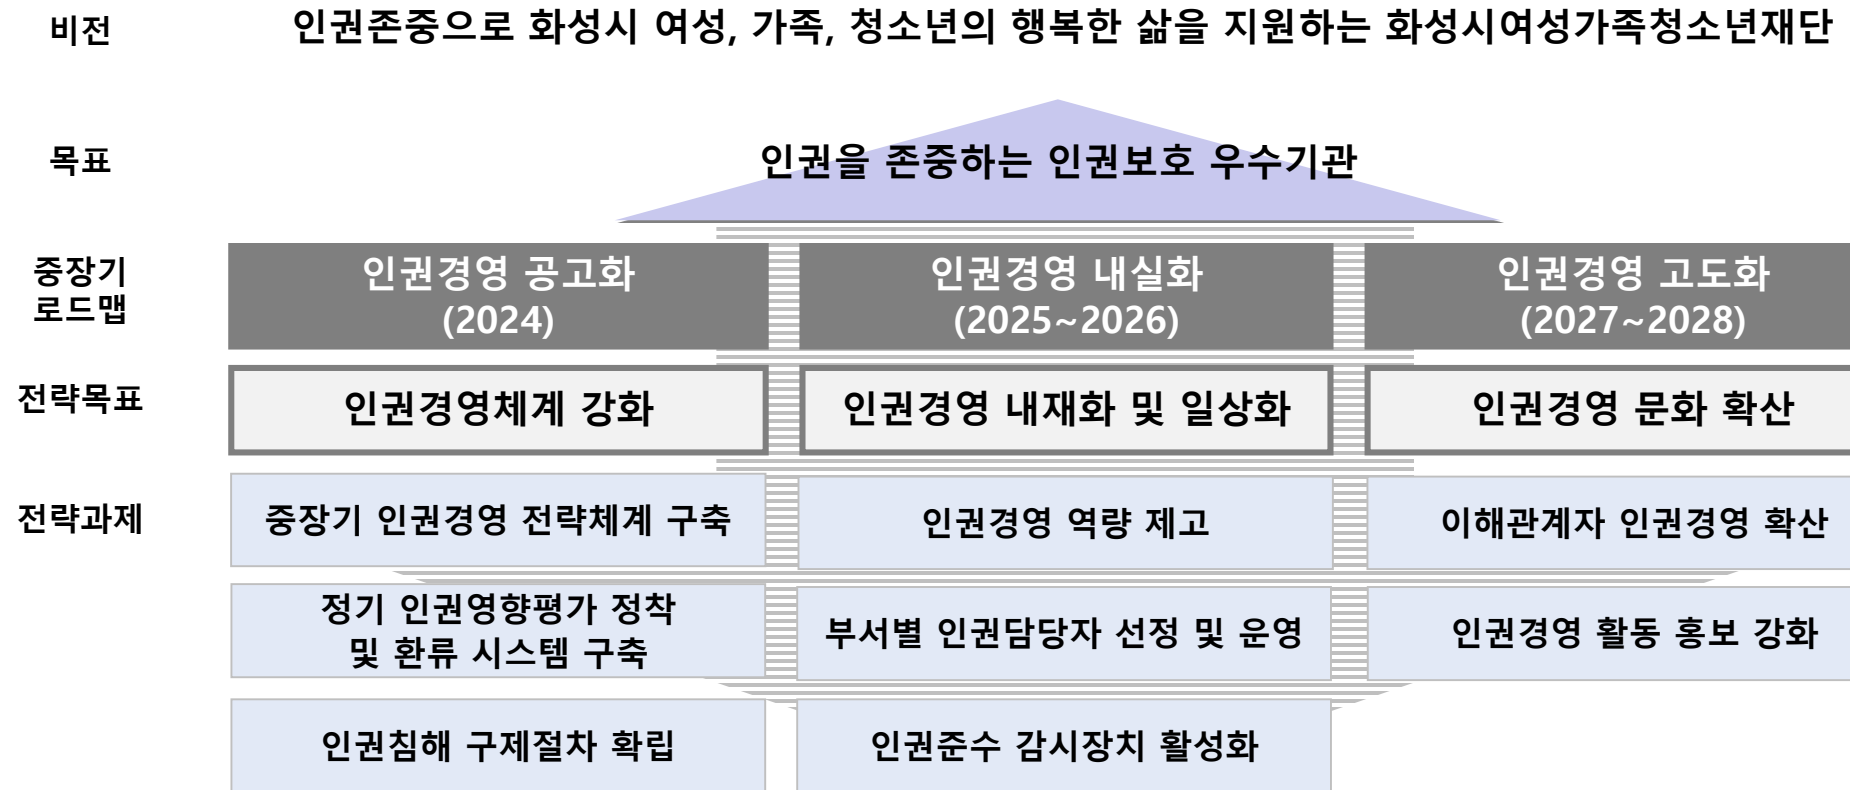 비전
인권존중으로 화성시 여성, 가족, 청소년의 행복한 삶을 지원하는 화성시여성가족청소년재단
목표
인권을 존중하는 인권보호 우수기관
중장기
로드맵
인권경영 공고화
(2024)
인권경영 내실화
(2025~2026)
인권경영 고도화
(2027~2028)
전략목표
인권경영체계 강화
인권경영 내재화 및 일상화
인권경영 문화 확산
전략과제
중장기 인권경영 전략체계 구축
인권경영 역량 제고
이해관계자 인권경영 확산
정기 인권영향평가 정착
및 환류 시스템 구축
부서별 인권담당자 선정 및 운영
인권경영 활동 홍보 강화
인권침해 구제절차 확립
인권준수 감시장치 활성화